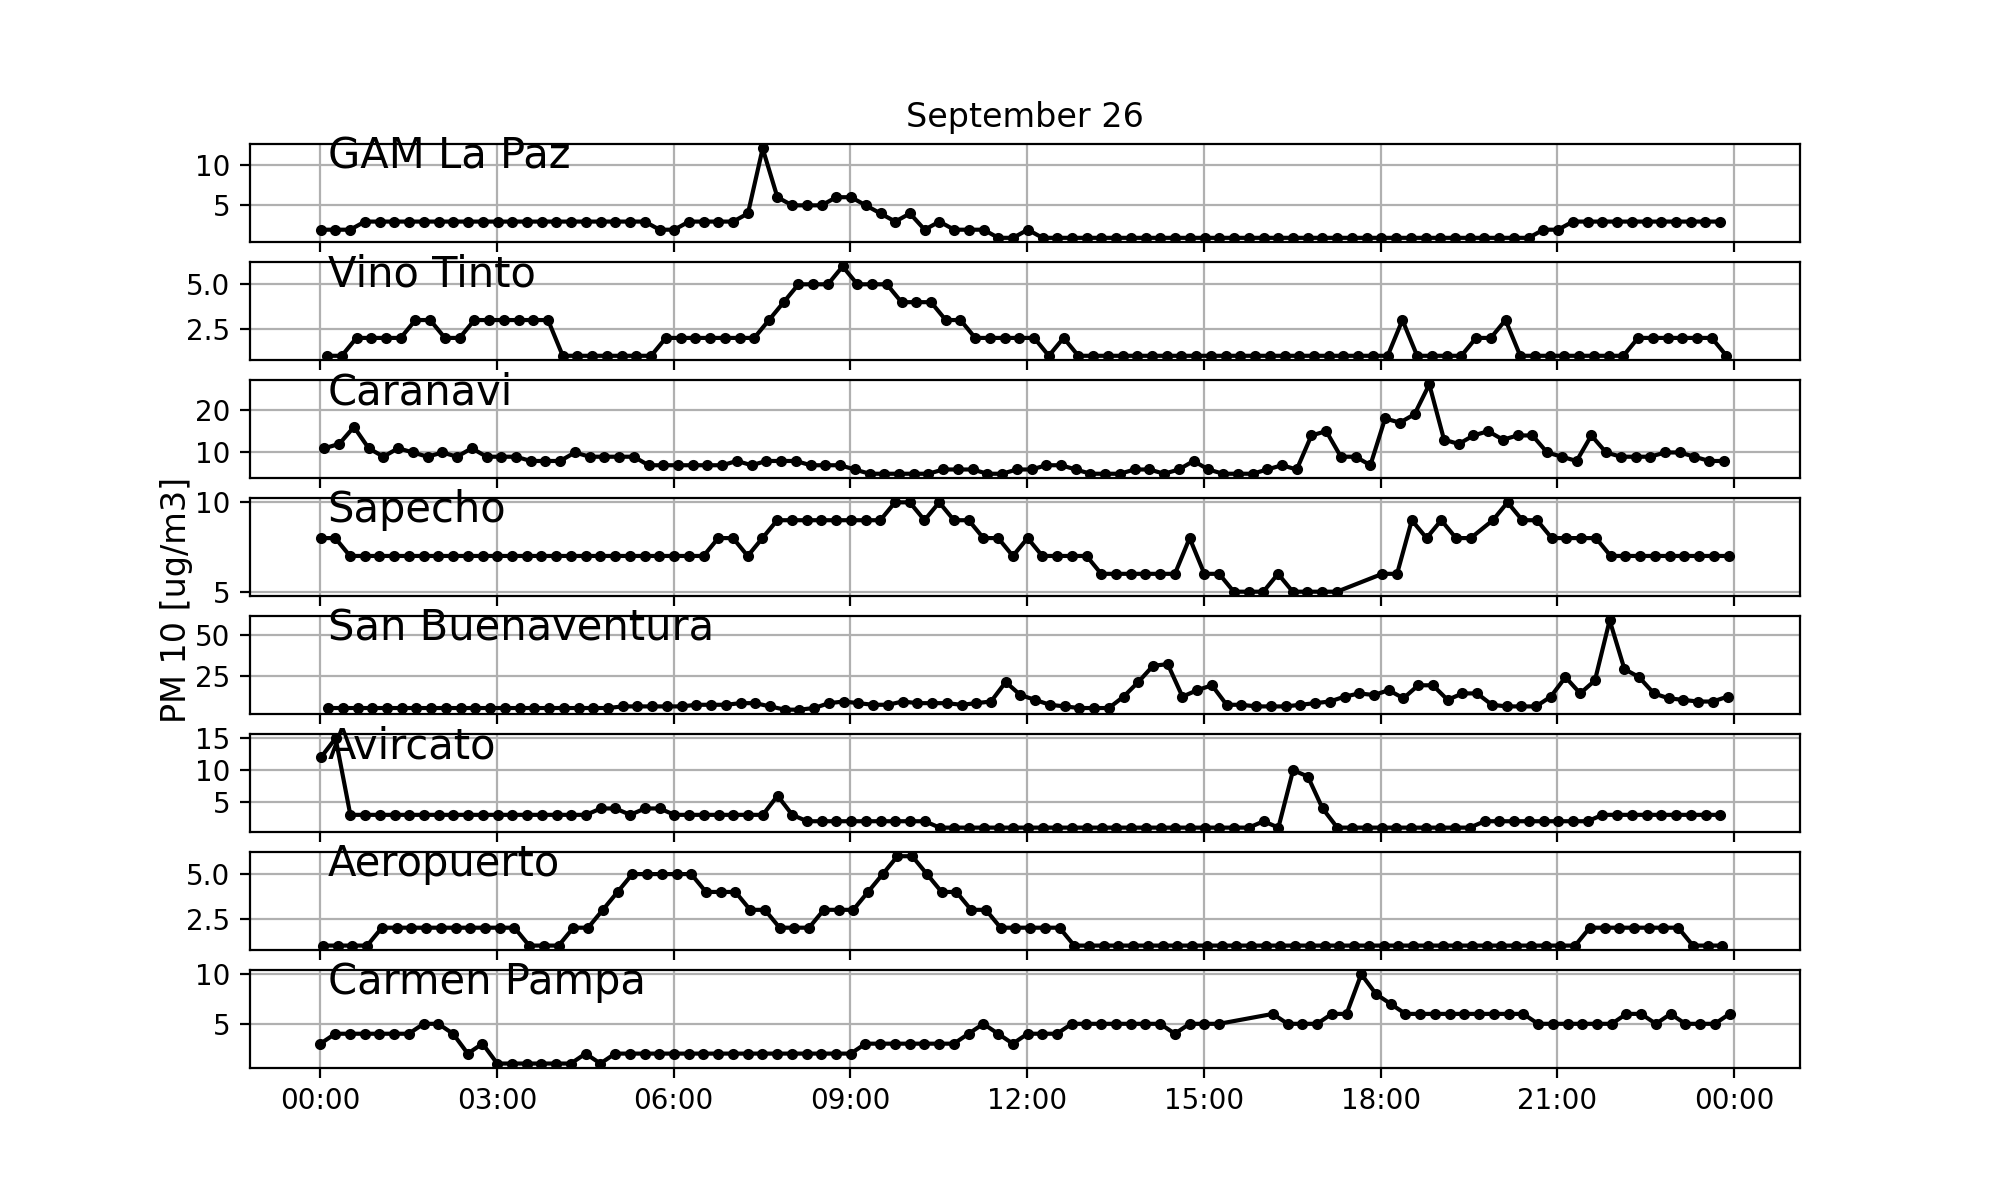 September 26
PM 10 [ug/m3]
GAM La Paz
10
5
Vino Tinto
5.0
2.5
Caranavi
20
10
Sapecho
10
5
San Buenaventura
50
25
Avircato
15
10
5
Aeropuerto
5.0
2.5
Carmen Pampa
10
5
00:00 03:00 06:00 09:00 12:00 15:00 18:00 21:00 00:00